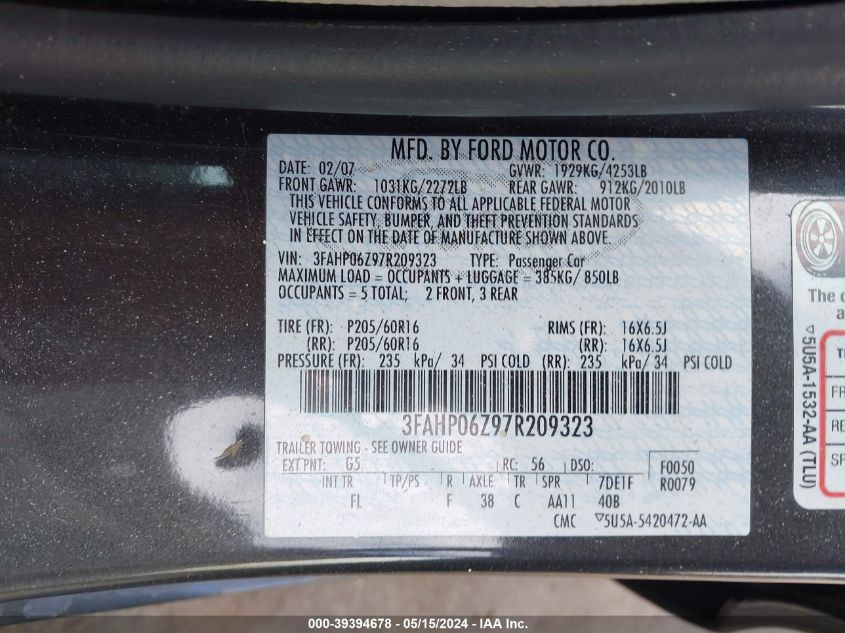 MFD. BY FORD MOTOR CO.
DATE: 02/07 GVWR: 1929KG/4253LB
FRONT GAWR: 1031KG/2272LB REAR GAWR: 912KG/2010LB
THIS VEHICLE CONFORMS TO ALL APPLICABLE FEDERAL MOTOR
VEHICLE SAFETY, BUMPER, AND THEFT PREVENTION STANDARDS
IN EFFECT ON THE DATE OF MANUFACTURE SHOWN ABOVE.
VIN: 3FAHP06Z97R209323 TYPE: Passenger Car
MAXIMUM LOAD = OCCUPANTS + LUGGAGE = 385KG/ 850LB
OCCUPANTS = 5 TOTAL; 2 FRONT, 3 REAR
TIRE (FR): P205/60R16 RIMS (FR): 16X6.5J
(RR): P205/60R16 (RR): 16X6.5J
PRESSURE (FR): 235 kPa/ 34 PSI COLD (RR): 235 kPa/ 34 PSI COLD
3FAHP06Z97R209323
TRAILER TOWING - SEE OWNER GUIDE
EXT PNT: G5 RC: 56 DSO: F0050
INT TR TP/PS R AXLE TR SPR 7DE1F R0079
FL F 38 C AA11 40B
CMC 5U5A-5420472-AA
The
a
5U5A-1532-AA (TLU)
FR
RE
SP
000-39394678 - 05/15/2024 - IAA Inc.